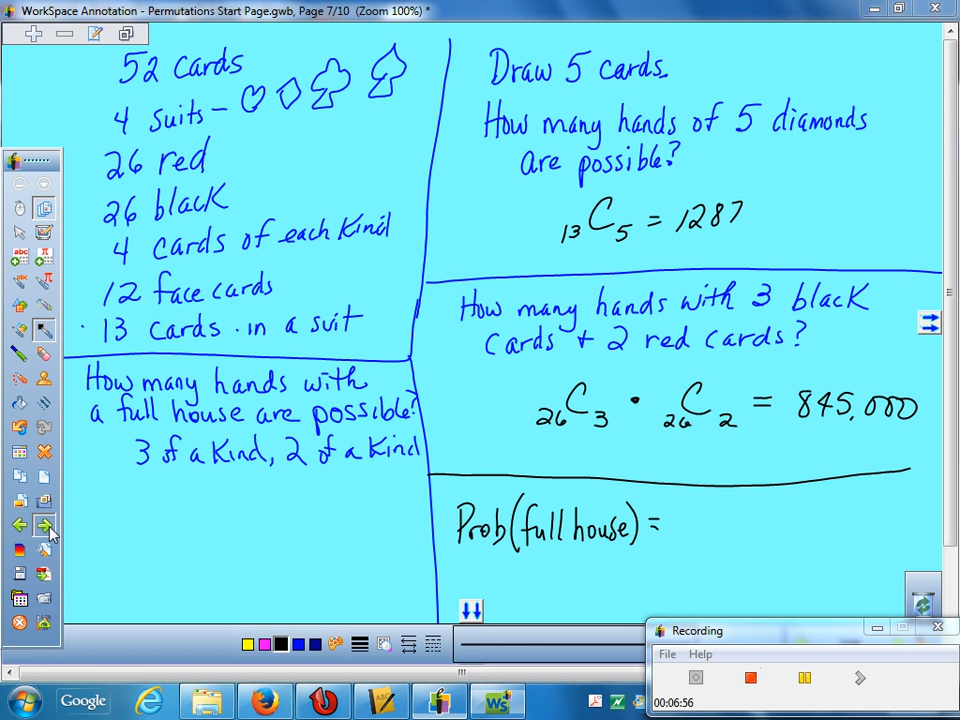 WorkSpace Annotation - Permutations Start Page.gwb, Page 7/10 (Zoom 100%) *
52 cards
4 suits -
26 red
26 black
4 cards of each kind
12 face cards
13 cards in a suit
How many hands with
a full house are possible?
3 of a kind, 2 of a kind
Draw 5 cards.
How many hands of 5 diamonds
are possible?
13C5 = 1287
How many hands with 3 black
cards + 2 red cards?
26C3 · 26C2 = 845,000
Prob(full house) =
Recording
File Help
00:06:56
Google